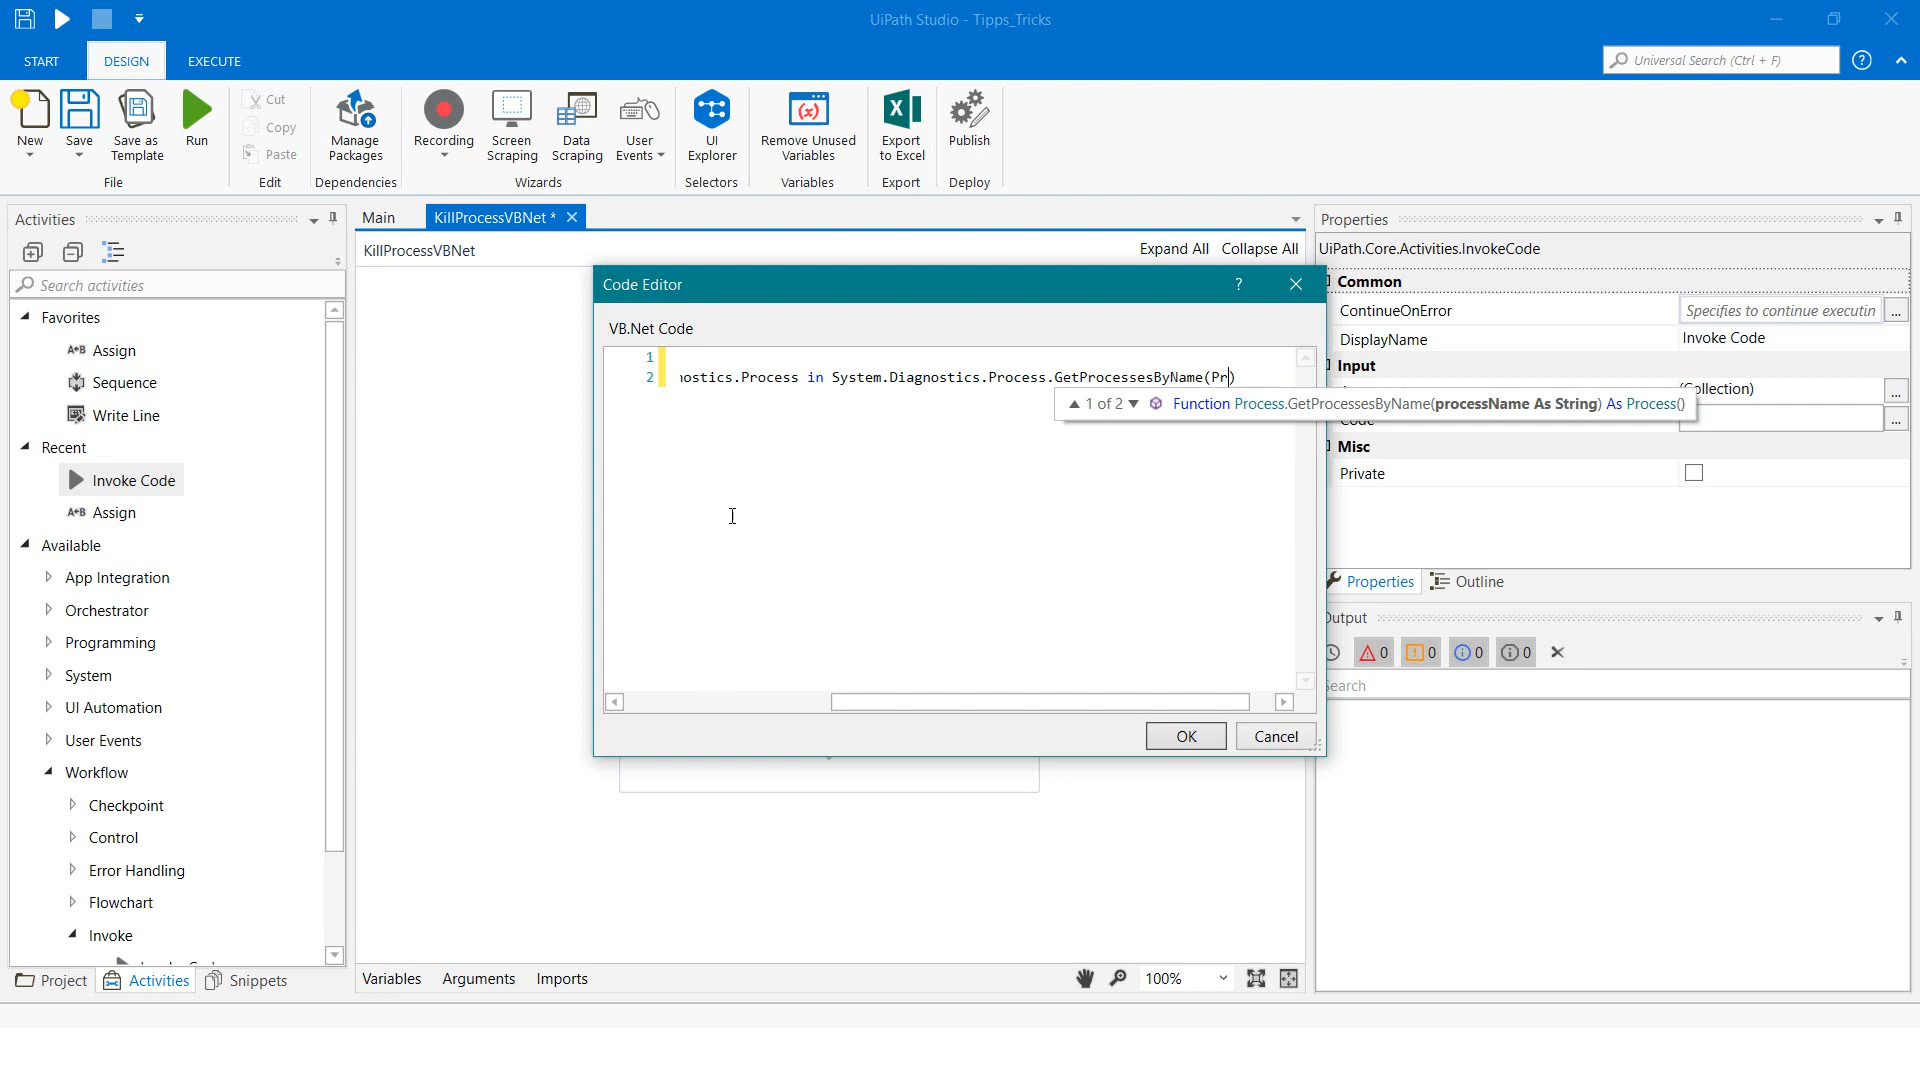 UiPath Studio - Tipps_Tricks
START
DESIGN
EXECUTE
Universal Search (Ctrl + F)
New
Save
Save as
Template
Run
Cut
Copy
Paste
Manage
Packages
Recording
Screen
Scraping
Data
Scraping
User
Events
UI
Explorer
Remove Unused
Variables
Export
to Excel
Publish
File
Edit
Dependencies
Wizards
Selectors
Variables
Export
Deploy
Activities
Search activities
Favorites
Assign
Sequence
Write Line
Recent
Invoke Code
Assign
Available
App Integration
Orchestrator
Programming
System
UI Automation
User Events
Workflow
Checkpoint
Control
Error Handling
Flowchart
Invoke
Project
Activities
Snippets
Main
KillProcessVBNet *
KillProcessVBNet
Expand All
Collapse All
Code Editor
?
VB.Net Code
1
2
nostics.Process in System.Diagnostics.Process.GetProcessesByName(Pr)
1 of 2 Function Process.GetProcessesByName(processName As String) As Process()
OK
Cancel
Variables
Arguments
Imports
100%
Properties
UiPath.Core.Activities.InvokeCode
Common
ContinueOnError
Specifies to continue executin
...
DisplayName
Invoke Code
Input
(Collection)
...
Code
...
Misc
Private
Properties
Outline
Output
0
0
0
0
Search